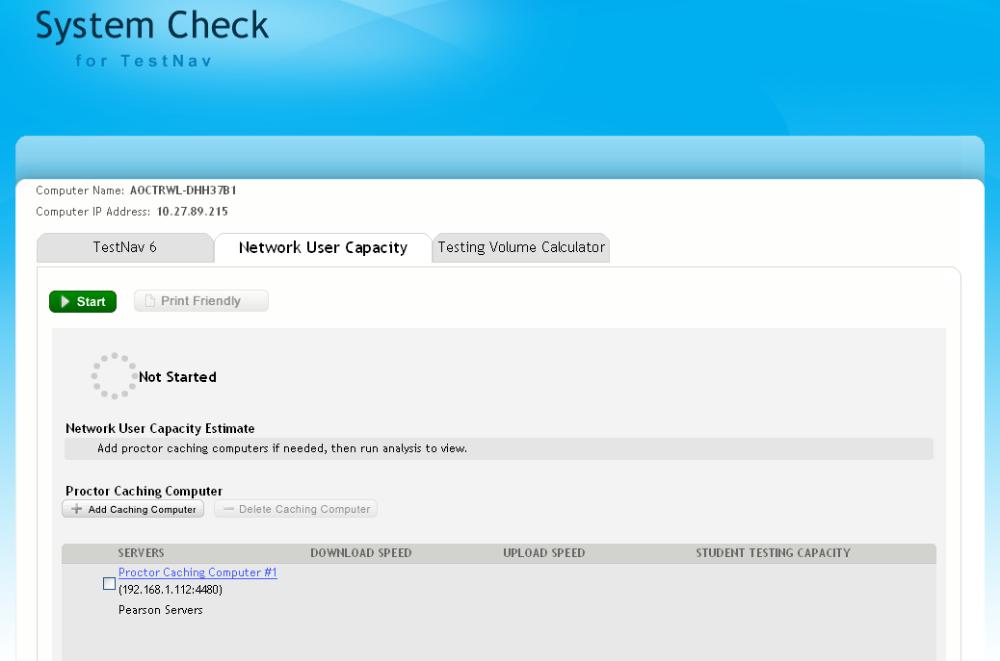 System Check
for TestNav
Computer Name: AOCTRWL-DHH37B1
Computer IP Address: 10.27.89.215
TestNav 6
Network User Capacity
Testing Volume Calculator
Start
Print Friendly
Not Started
Network User Capacity Estimate
Add proctor caching computers if needed, then run analysis to view.
Proctor Caching Computer
Add Caching Computer
Delete Caching Computer
SERVERS DOWNLOAD SPEED UPLOAD SPEED STUDENT TESTING CAPACITY
Proctor Caching Computer #1
(192.168.1.112:4480)
Pearson Servers